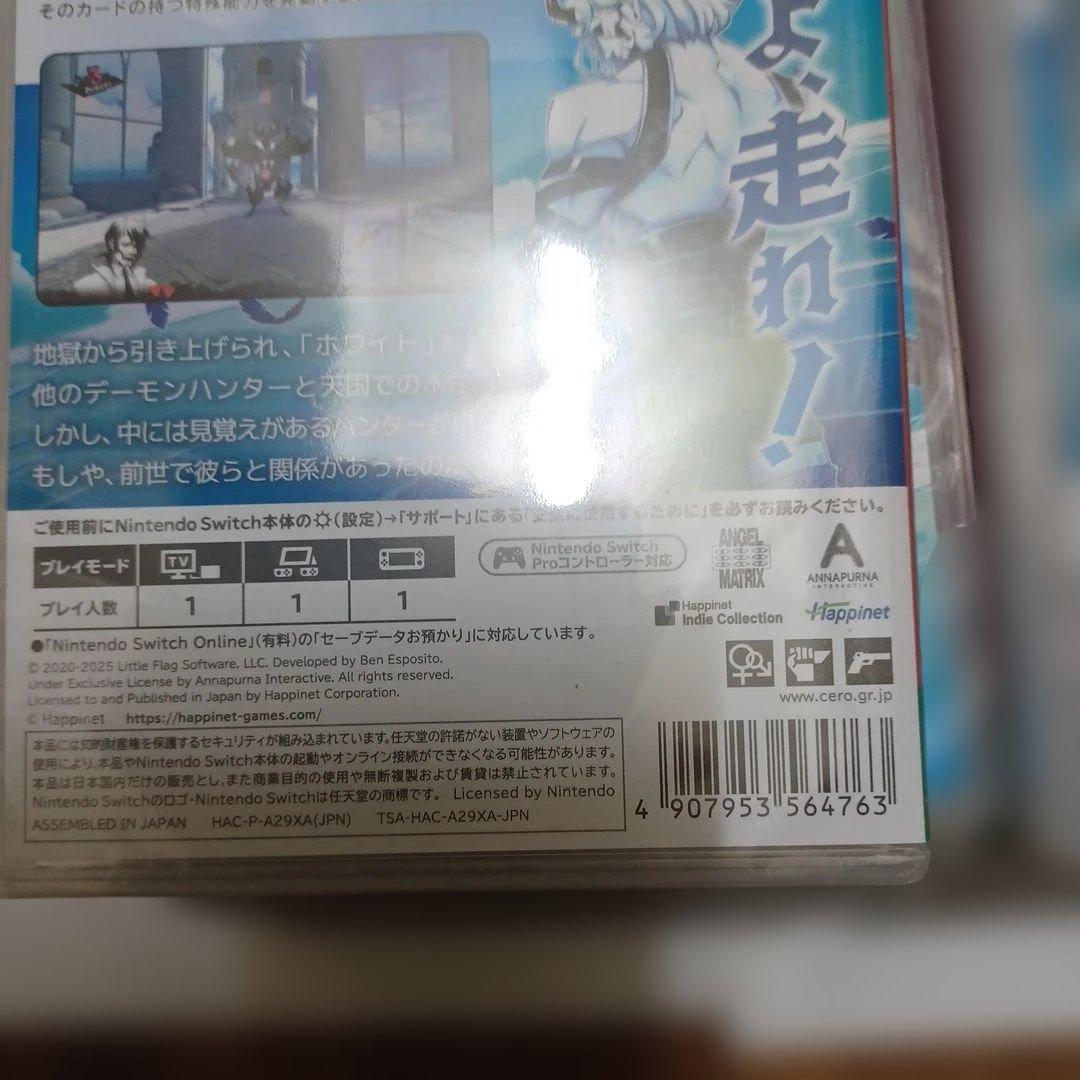 そのカードの持つ特殊能力を発動する
よ、走れ!
地獄から引き上げられ、「ホワイト」
他のデーモンハンターと天国での永住
しかし、中には見覚えがあるハンターが
もしや、前世で彼らと関係があったのだ
ご使用前にNintendo Switch本体の(設定)→「サポート」にある「安全に使用するために」を必ずお読みください。
プレイモード TV
プレイ人数 1 1 1
Nintendo Switch
Proコントローラー対応
ANGEL
MATRIX
ANNAPURNA
INTERACTIVE
Happinet
Indie Collection
Happinet
●「Nintendo Switch Online」(有料)の「セーブデータお預かり」に対応しています。
© 2020-2025 Little Flag Software, LLC. Developed by Ben Esposito.
Under Exclusive License by Annapurna Interactive. All rights reserved.
Licensed to and Published in Japan by Happinet Corporation.
© Happinet https://happinet-games.com/
www.cero.gr.jp
本品には知的財産権を保護するセキュリティが組み込まれています。任天堂の許諾がない装置やソフトウェアの
使用により、本品やNintendo Switch本体の起動やオンライン接続ができなくなる可能性があります。
本品は日本国内だけの販売とし、また商業目的の使用や無断複製および賃貸は禁止されています。
Nintendo Switchのロゴ・Nintendo Switchは任天堂の商標です。 Licensed by Nintendo
ASSEMBLED IN JAPAN HAC-P-A29XA(JPN) TSA-HAC-A29XA-JPN
4 907953 564763